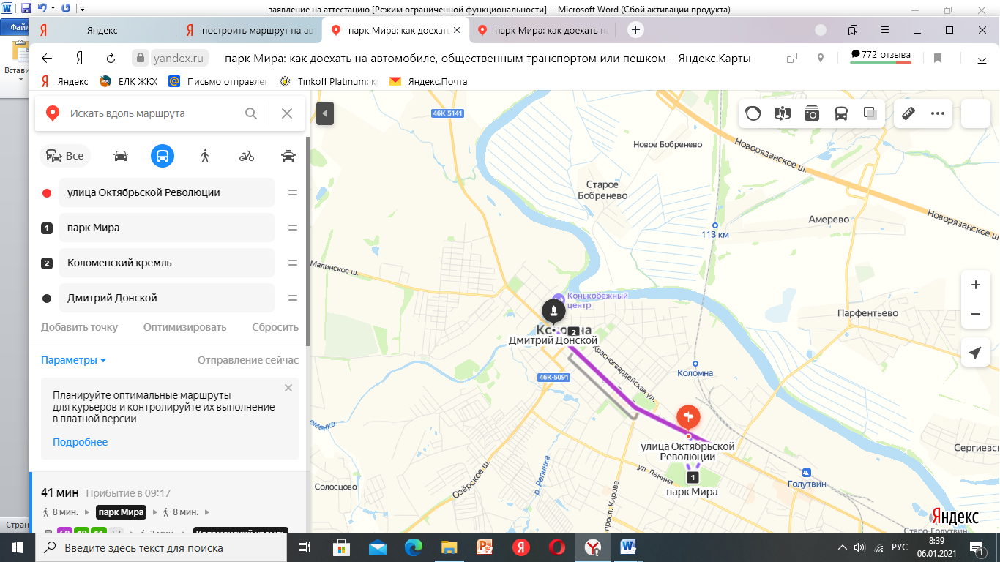 заявление на аттестацию [Режим ограниченной функциональности] - Microsoft Word (Сбой активации продукта)
Файл
Яндекс
построить маршрут на ав
парк Мира: как доехать
парк Мира: как доехать на
yandex.ru
парк Мира: как доехать на автомобиле, общественным транспортом или пешком – Яндекс.Карты
772 отзыва
Встави
Яндекс
ЕЛК ЖКХ
Письмо отправлен
Tinkoff Platinum: к
Яндекс.Почта
Искать вдоль маршрута
Все
улица Октябрьской Революции
1 парк Мира
2 Коломенский кремль
Дмитрий Донской
Добавить точку
Оптимизировать
Сбросить
Параметры
Отправление сейчас
Планируйте оптимальные маршруты
для курьеров и контролируйте их выполнение
в платной версии
Подробнее
41 мин Прибытие в 09:17
8 мин.
парк Мира
8 мин.
46К-5141
Новое Бобренево
Новорязанское ш.
Старое
Бобренево
Амерево
Новорязанское ш.
113 км
Малинское ш.
Конькобежный
центр
Парфентьево
2
Дмитрий Донской
Красногвардейская ул.
Коломна
46К-5091
улица Октябрьской
Революции
Сергиевск
ул. Ленина
1
парк Мира
Голутвин
р. Репинка
Озёрское ш.
просп. Кирова
Солосцово
Яндекс
Старо-Голутвин
Стран
Введите здесь текст для поиска
РУС
8:39
06.01.2021
1